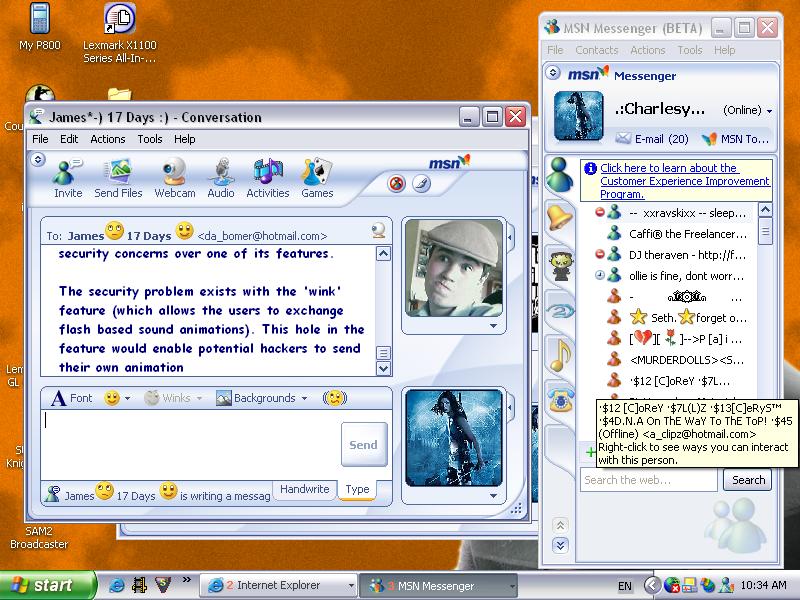 My P800
Lexmark X1100
Series All-In-...
MSN Messenger (BETA)
File Contacts Actions Tools Help
msn Messenger
.:Charlesy... (Online)
E-mail (20) MSN To...
Click here to learn about the
Customer Experience Improvement
Program.
-- xxravskixx -- sleep...
Caffi® the Freelancer...
DJ theraven - http://f...
ollie is fine, dont worr...
- ...
Seth. forget o...
[ ][ ]-->P [a] i ...
<MURDERDOLLS><S...
·$12 [C]oReY ·$7L...
·$12 [C]oReY ·$7L(L)Z ·$13[C]eRyS™
·$4D.N.A On ThE WaY To ThE ToP! ·$45
(Offline) <a_clipz@hotmail.com>
Right-click to see ways you can interact
with this person.
Search the web... Search
James*-) 17 Days :) - Conversation
File Edit Actions Tools Help
msn
Invite Send Files Webcam Audio Activities Games
To: James 17 Days <da_bomer@hotmail.com>
security concerns over one of its features.
The security problem exists with the 'wink'
feature (which allows the users to exchange
flash based sound animations). This hole in the
feature would enable potential hackers to send
their own animation
A Font Winks Backgrounds
Send
James 17 Days is writing a messag
Handwrite Type
SAM2
Broadcaster
start 2 Internet Explorer 3 MSN Messenger EN 10:34 AM